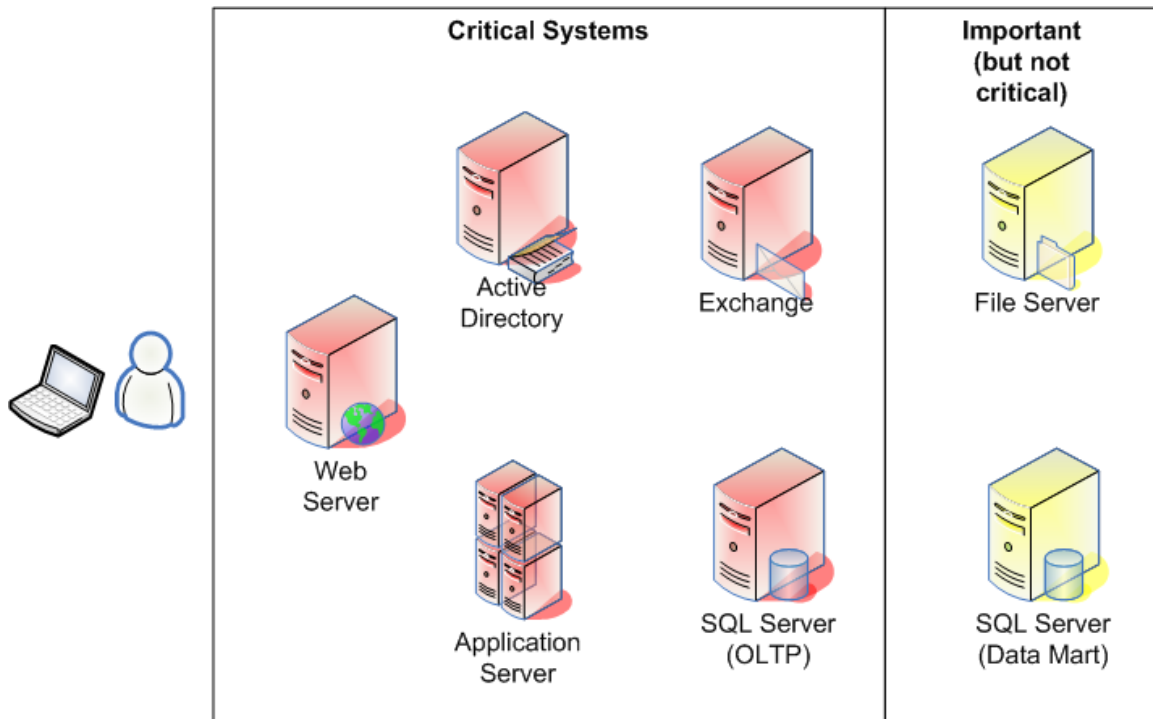 Critical Systems
Important
(but not
critical)
Active
Directory
Exchange
File Server
Web
Server
Application
Server
SQL Server
(OLTP)
SQL Server
(Data Mart)